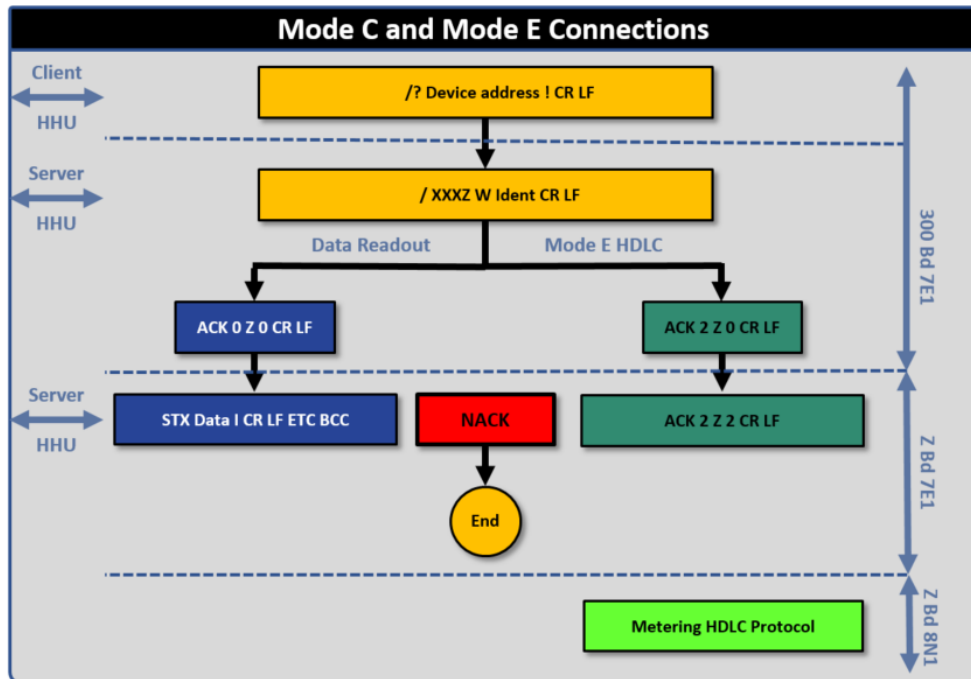 Mode C and Mode E Connections
Client
HHU
/? Device address ! CR LF
Server
HHU
/ XXXZ W Ident CR LF
Data Readout
Mode E HDLC
300 Bd 7E1
ACK 0 Z 0 CR LF
ACK 2 Z 0 CR LF
Server
HHU
STX Data I CR LF ETC BCC
NACK
ACK 2 Z 2 CR LF
Z Bd 7E1
End
Metering HDLC Protocol
Z Bd 8N1